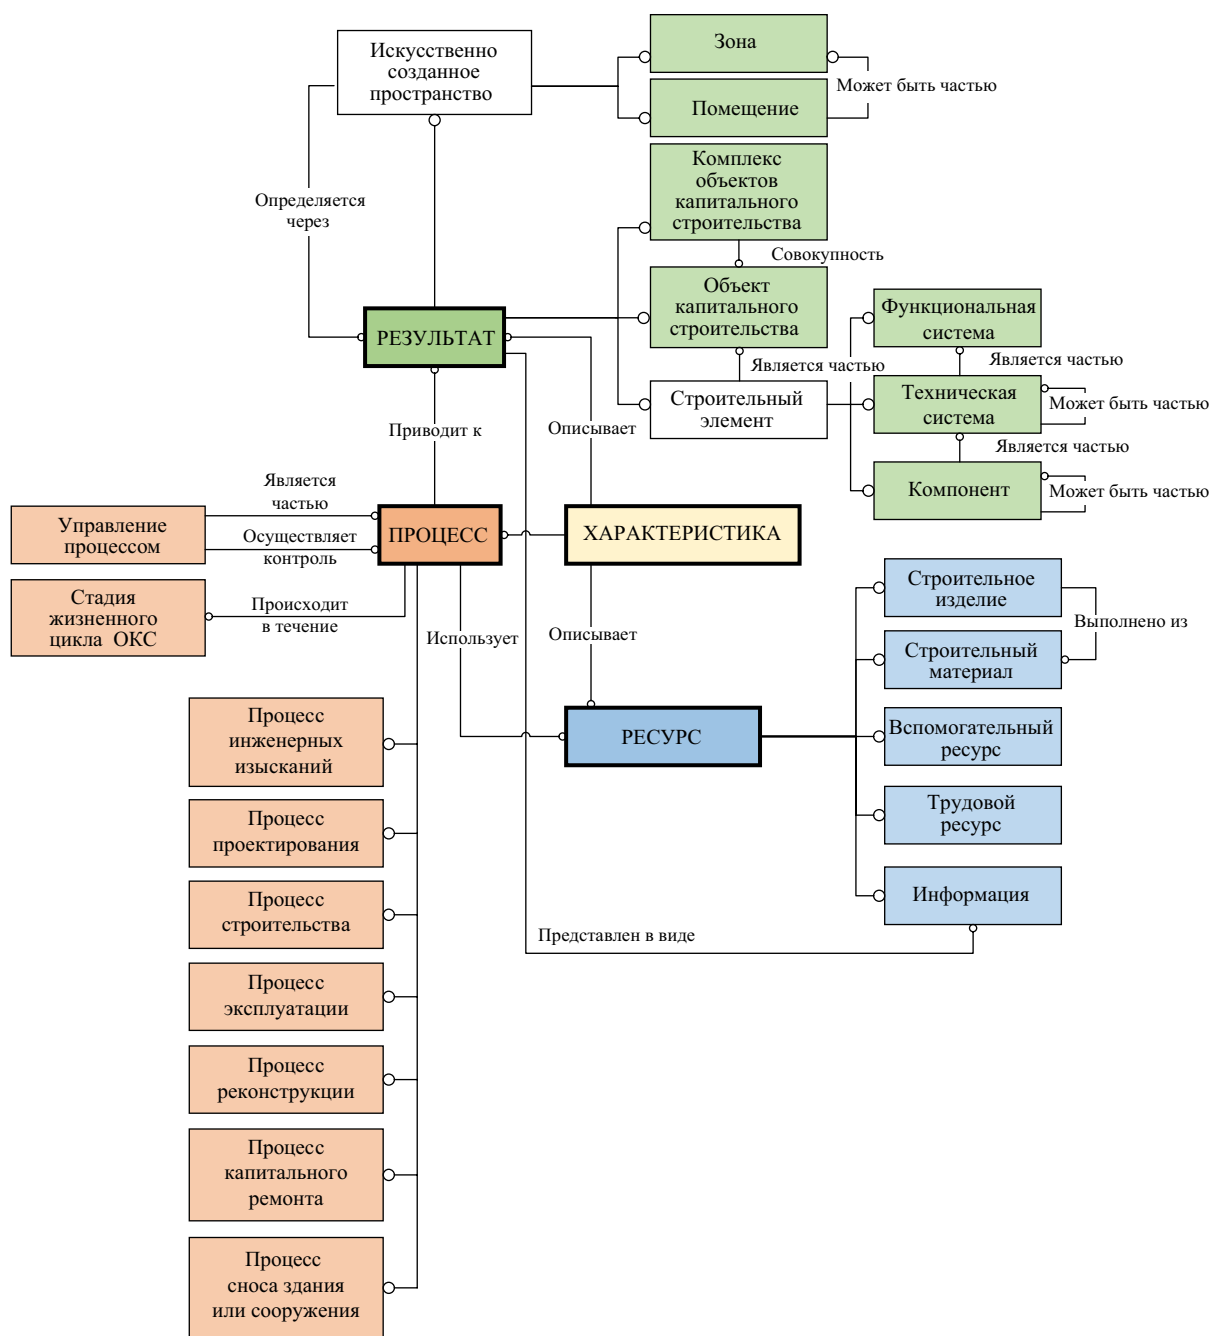 Искусственно
созданное
пространство
Зона
Может быть частью
Помещение
Определяется
через
Комплекс
объектов
капитального
строительства
Совокупность
Объект
капитального
строительства
Функциональная
система
РЕЗУЛЬТАТ
Является частью
Является частью
Строительный
элемент
Техническая
система
Может быть частью
Приводит к
Описывает
Является частью
Компонент
Может быть частью
Является
частью
Управление
процессом
Осуществляет
контроль
ПРОЦЕСС
ХАРАКТЕРИСТИКА
Стадия
жизненного
цикла ОКС
Происходит
в течение
Использует
Описывает
Строительное
изделие
Выполнено из
Строительный
материал
РЕСУРС
Вспомогательный
ресурс
Трудовой
ресурс
Информация
Представлен в виде
Процесс
инженерных
изысканий
Процесс
проектирования
Процесс
строительства
Процесс
эксплуатации
Процесс
реконструкции
Процесс
капитального
ремонта
Процесс
сноса здания
или сооружения